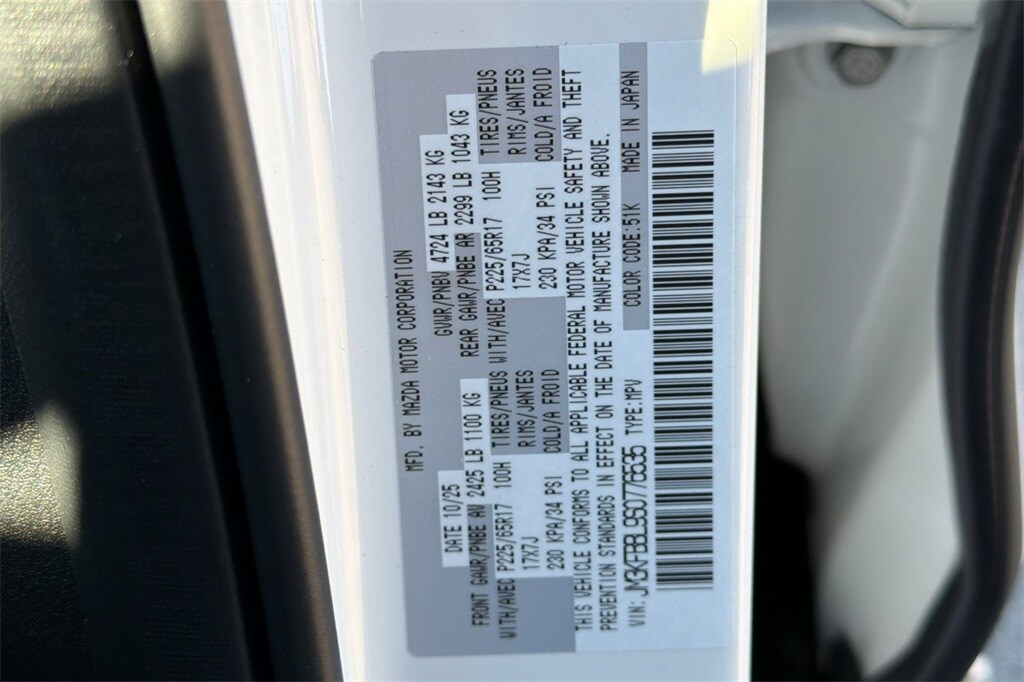 MFD. BY MAZDA MOTOR CORPORATION
DATE 10/25 GVWR/PNBV 4724 LB 2143 KG
FRONT GAWR/PNBE AV 2425 LB 1100 KG REAR GAWR/PNBE AR 2299 LB 1043 KG
WITH/AVEC P225/65R17 100H TIRES/PNEUS WITH/AVEC P225/65R17 100H TIRES/PNEUS
17X7J RIMS/JANTES 17X7J RIMS/JANTES
230 KPA/34 PSI COLD/A FROID 230 KPA/34 PSI COLD/A FROID
THIS VEHICLE CONFORMS TO ALL APPLICABLE FEDERAL MOTOR VEHICLE SAFETY AND THEFT
PREVENTION STANDARDS IN EFFECT ON THE DATE OF MANUFACTURE SHOWN ABOVE.
VIN: JM3KFBBL9S0776535 TYPE:MPV COLOR CODE:51K MADE IN JAPAN